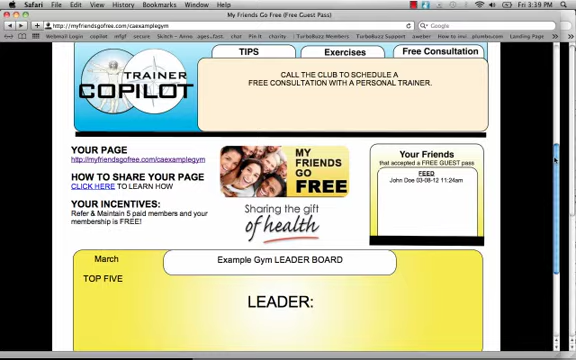 Safari File Edit View History Bookmarks Window Help
Fri 3:39 PM
My Friends Go Free (Free Guest Pass)
http://myfriendsgofree.com/caexamplegym
Webmail Login copilot mforce secure
chat Pin It charity TurboBuzz Members TurboBuzz Support aweber
Landing Page
TIPS Exercises Free Consultation
TRAINER
COPILOT
CALL THE CLUB TO SCHEDULE A
FREE CONSULTATION WITH A PERSONAL TRAINER.
YOUR PAGE
http://myfriendsgofree.com/caexamplegym
HOW TO SHARE YOUR PAGE
CLICK HERE TO LEARN HOW
YOUR INCENTIVES:
Refer & Maintain 5 paid members and your
membership is FREE!
MY
FRIENDS
GO
FREE
Sharing the gift
of health
Your Friends
that accepted a FREE GUEST pass
FEED
John Doe 03-08-12 11:24am
March
TOP FIVE
Example Gym LEADER BOARD
LEADER: